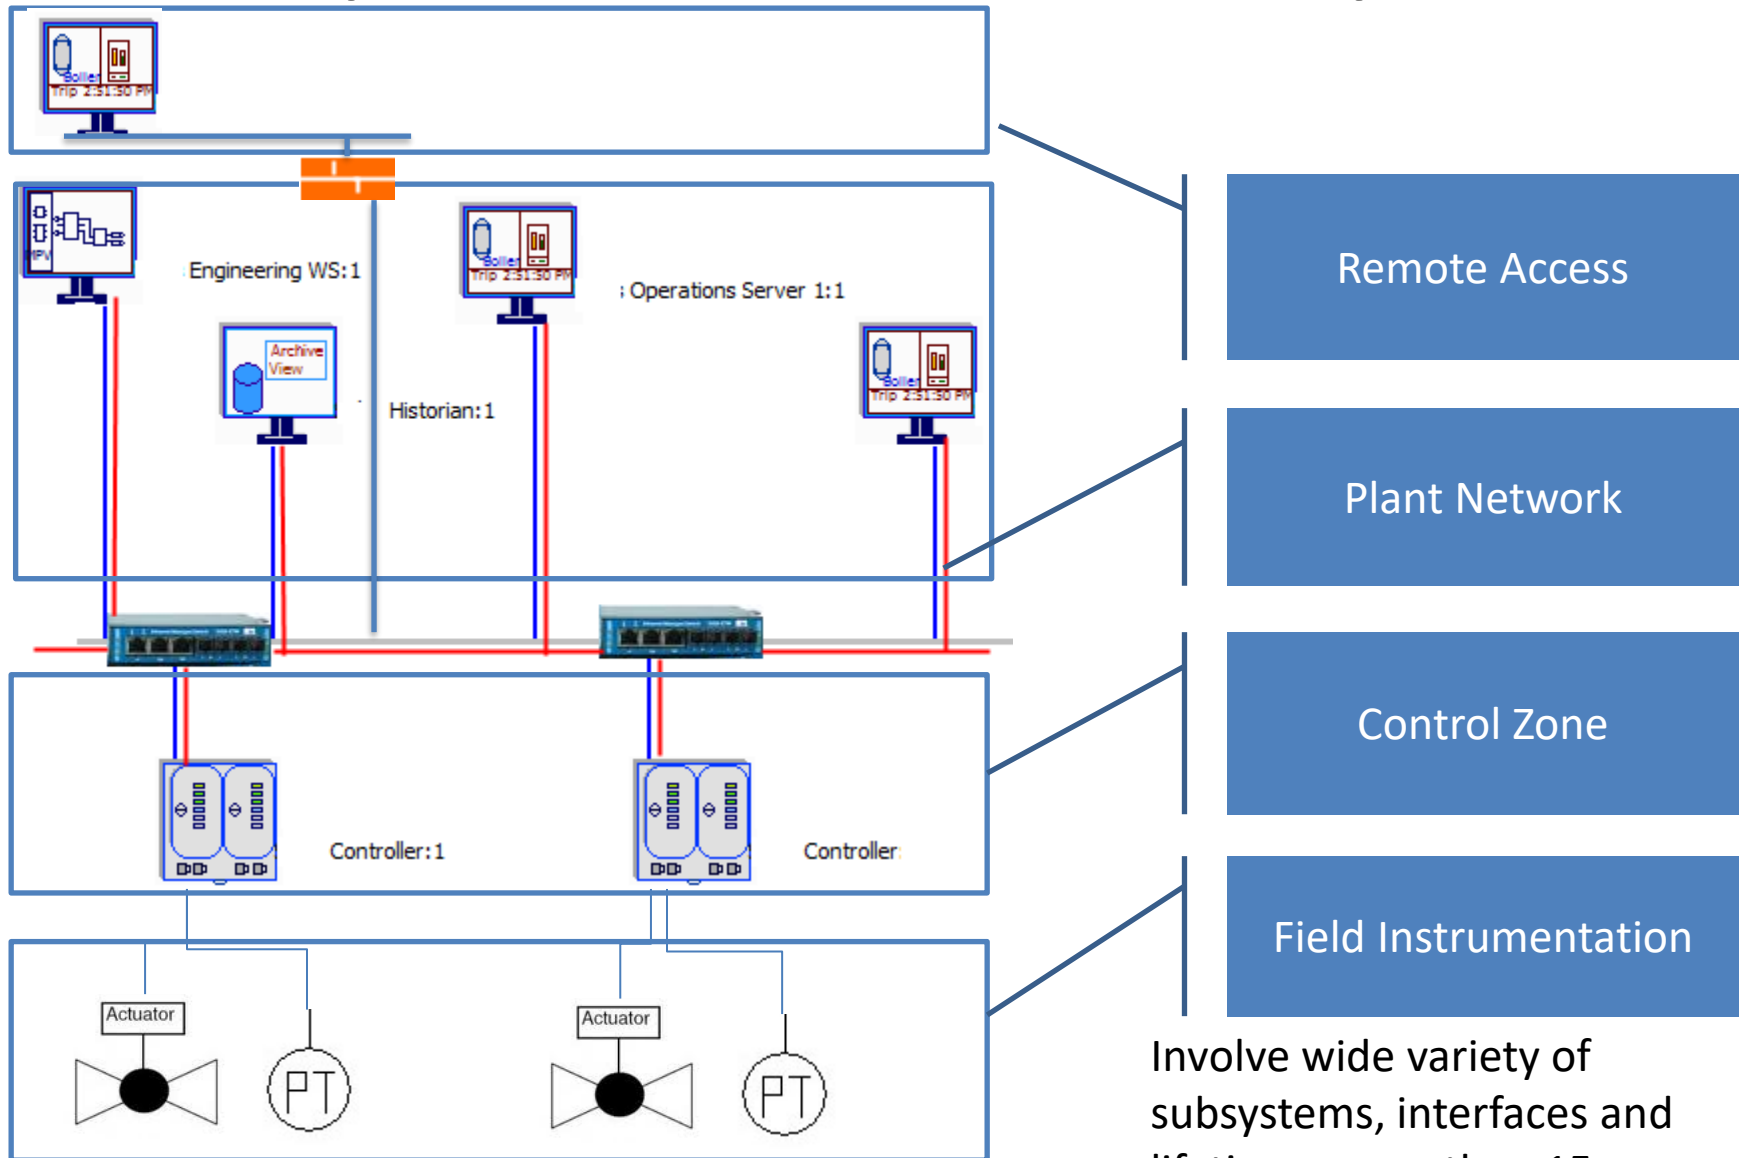 Boiler
Trip 2:51:50 PM
MPV
Engineering WS:1
Boiler
Trip 2:51:50 PM
; Operations Server 1:1
Archive
View
Historian:1
Boiler
Trip 2:51:50 PM
Controller:1
Controller:
Actuator
PT
Actuator
PT
Remote Access
Plant Network
Control Zone
Field Instrumentation
Involve wide variety of
subsystems, interfaces and